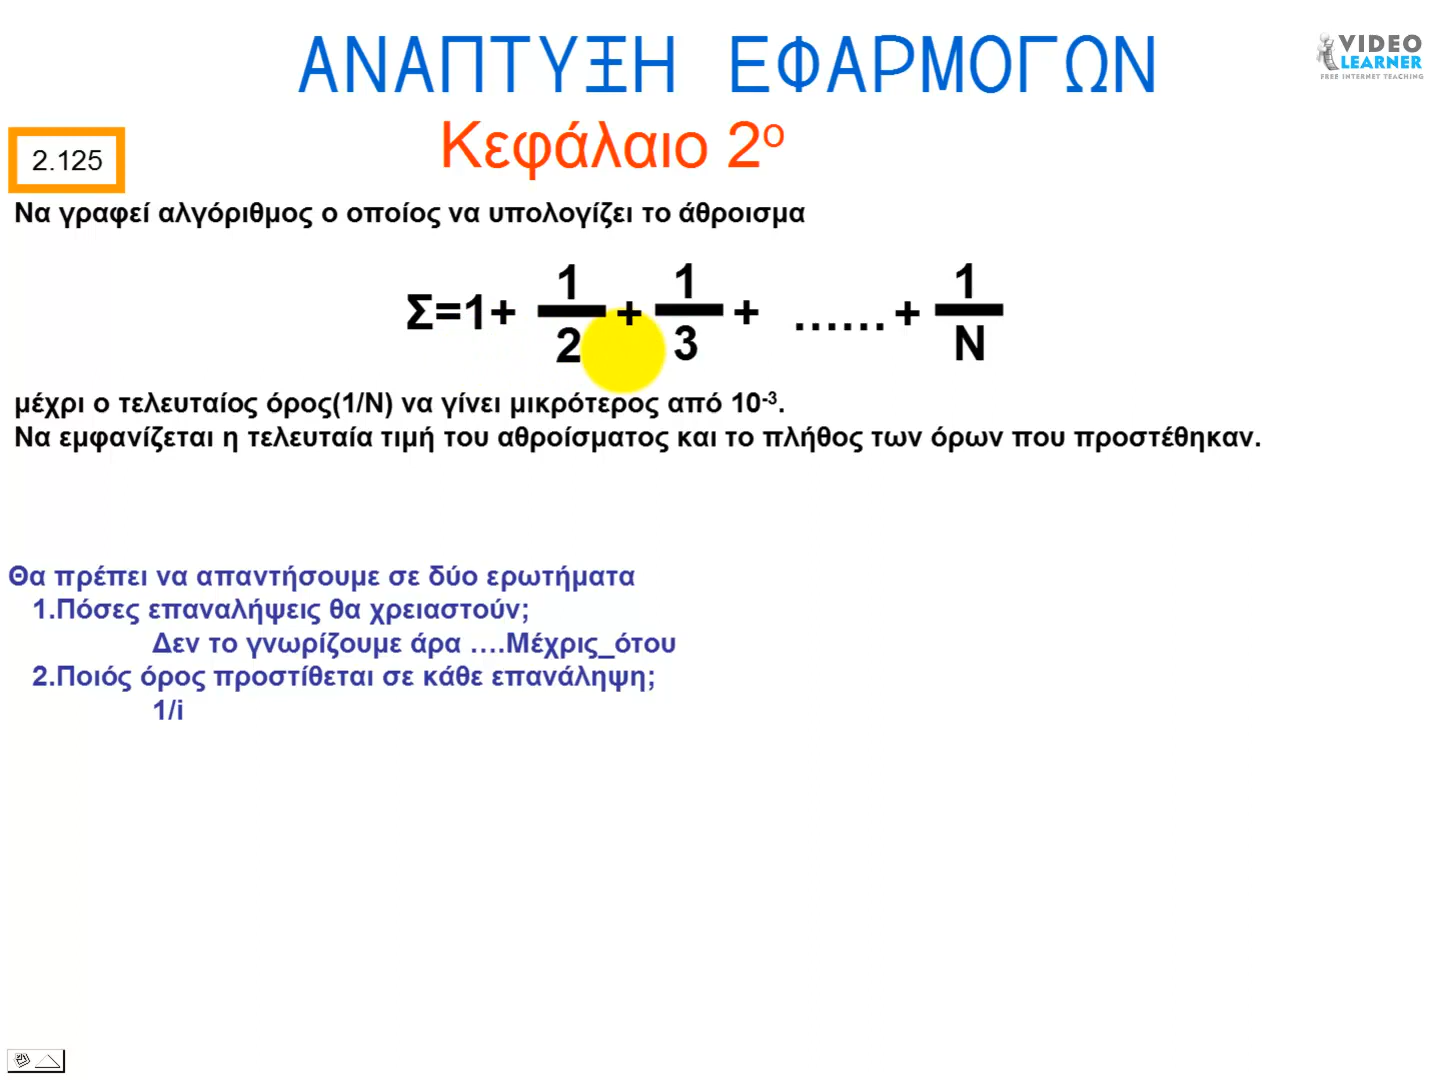 ΑΝΑΠΤΥΞΗ ΕΦΑΡΜΟΓΩΝ
VIDEO
LEARNER
FREE INTERNET TEACHING
Κεφάλαιο 2ο
2.125
Να γραφεί αλγόριθμος ο οποίος να υπολογίζει το άθροισμα
Σ=1+ 1/2 + 1/3 + ...... + 1/N
μέχρι ο τελευταίος όρος(1/Ν) να γίνει μικρότερος από 10-3.
Να εμφανίζεται η τελευταία τιμή του αθροίσματος και το πλήθος των όρων που προστέθηκαν.
Θα πρέπει να απαντήσουμε σε δύο ερωτήματα
1.Πόσες επαναλήψεις θα χρειαστούν;
Δεν το γνωρίζουμε άρα ....Μέχρις_ότου
2.Ποιός όρος προστίθεται σε κάθε επανάληψη;
1/i